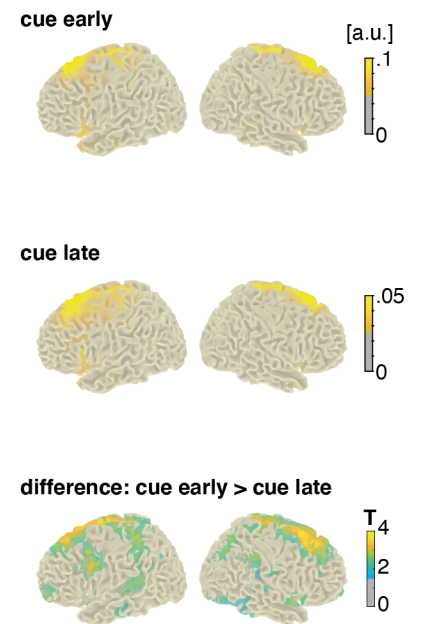 cue early
[a.u.]
.1
0
cue late
.05
0
difference: cue early > cue late
T
4
2
0